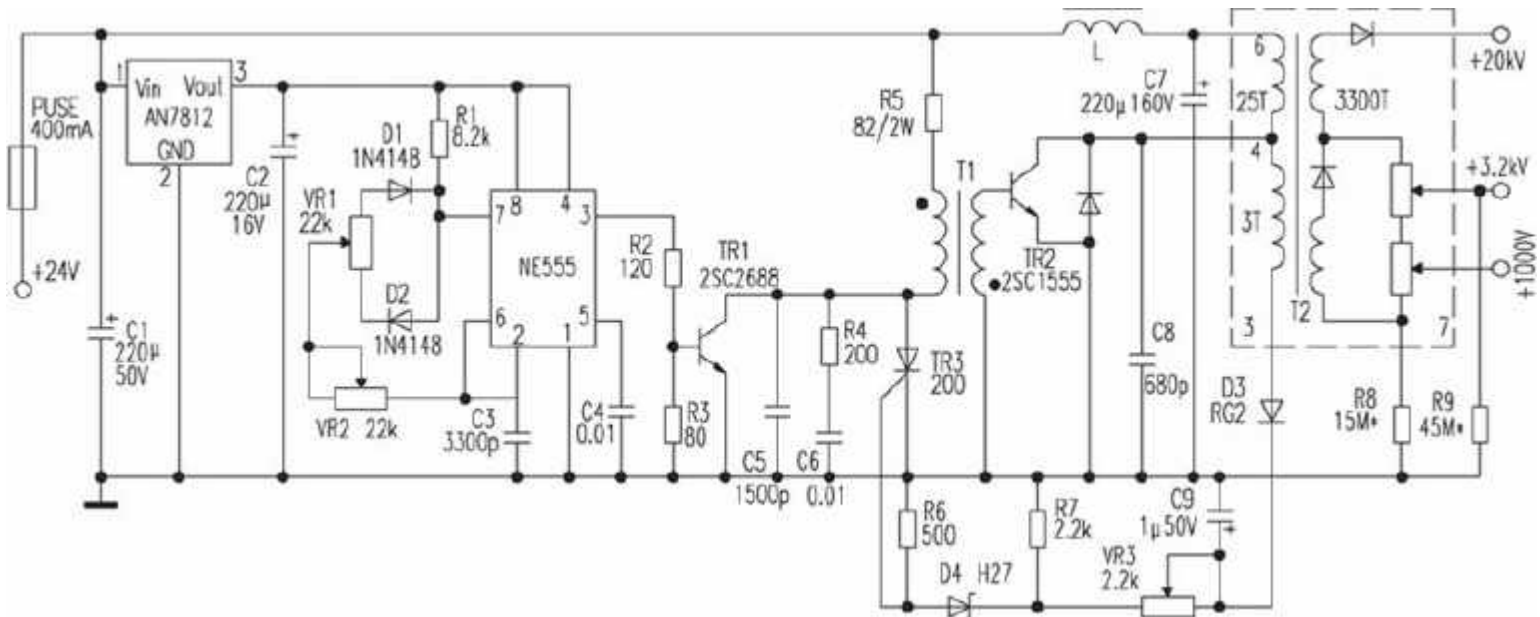 PUSE
400mA
+24V
1
Vin
Vout
3
AN7812
GND
2
C1
220µ
50V
C2
220µ
16V
D1
1N4148
R1
8.2k
VR1
22k
D2
1N4148
VR2 22k
7
8
4
3
NE555
6
2
1
5
C3
3300p
C4
0.01
R2
120
R3
80
TR1
2SC2688
C5
1500p
C6
0.01
R4
200
TR3
200
R5
82/2W
T1
TR2
2SC1555
L
C7
220µ 160V
C8
680p
6
25T
4
3T
3
3300T
T2
7
+20kV
+3.2kV
+1000V
D3
RG2
R8
15M*
R9
45M*
R6
500
R7
2.2k
C9
1µ 50V
D4 H27
VR3
2.2k